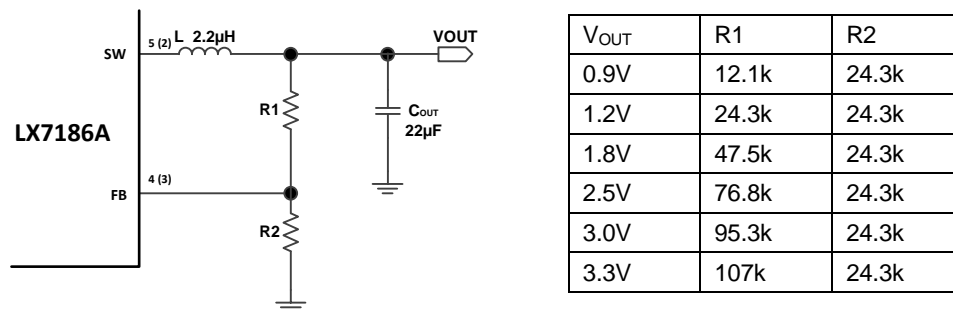 5 (2) L 2.2µH VOUT
SW
R1
COUT
22µF
LX7186A
4 (3)
FB
R2
VOUT R1 R2
0.9V 12.1k 24.3k
1.2V 24.3k 24.3k
1.8V 47.5k 24.3k
2.5V 76.8k 24.3k
3.0V 95.3k 24.3k
3.3V 107k 24.3k